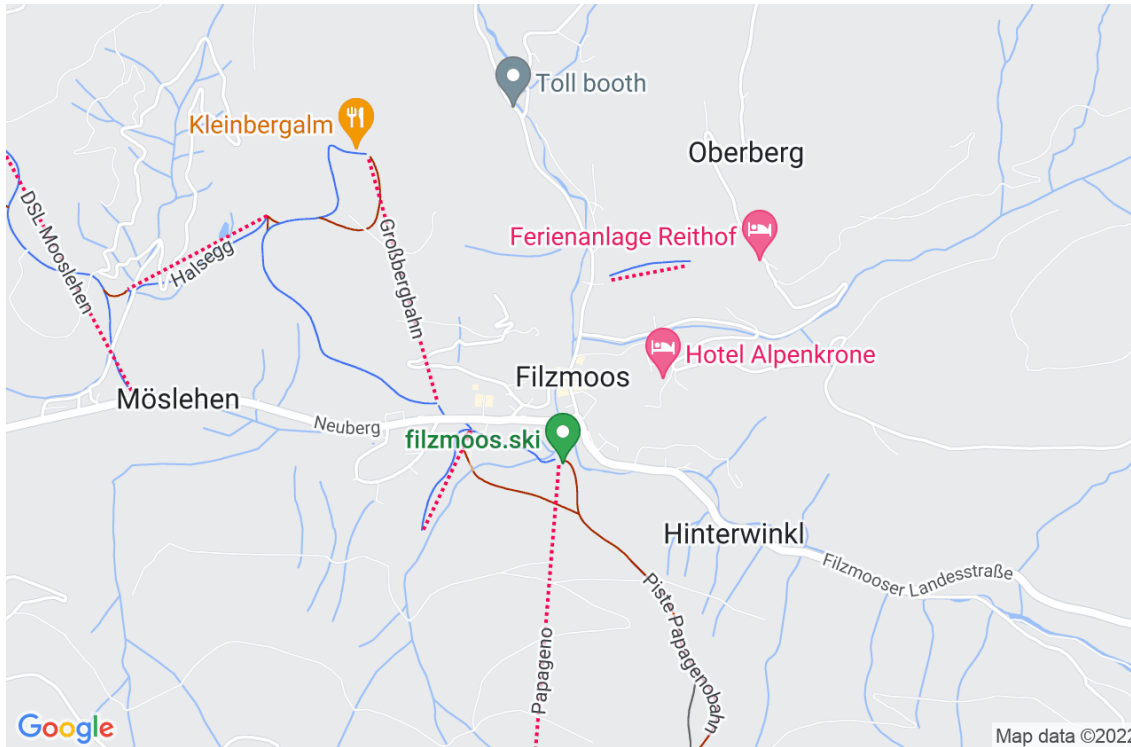 Toll booth
Kleinbergalm
Oberberg
DSL-Mooslehen
Halsegg
Großbergbahn
Ferienanlage Reithof
Hotel Alpenkrone
Filzmoos
Möslehen
Neuberg
filzmoos.ski
Hinterwinkl
Filzmooser Landesstraße
Papageno
Piste Papagenobahn
Google
Map data ©2022